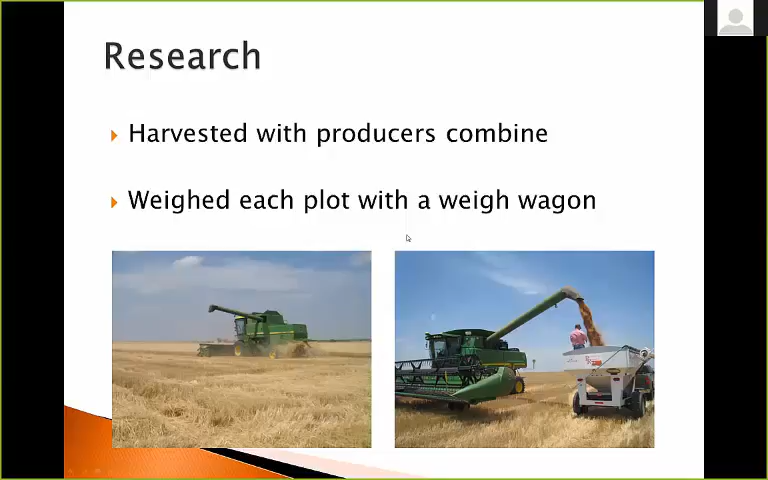 Research
Harvested with producers combine
Weighed each plot with a weigh wagon